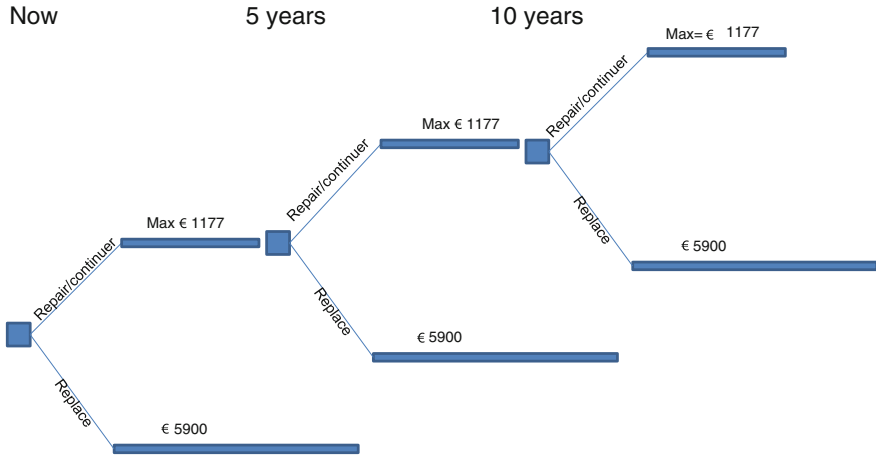 Now 5 years 10 years
Max= € 1177
Repair/continuer
Max € 1177
Repair/continuer
Replace
Max € 1177
€ 5900
Repair/continuer
Replace
€ 5900
Replace
€ 5900